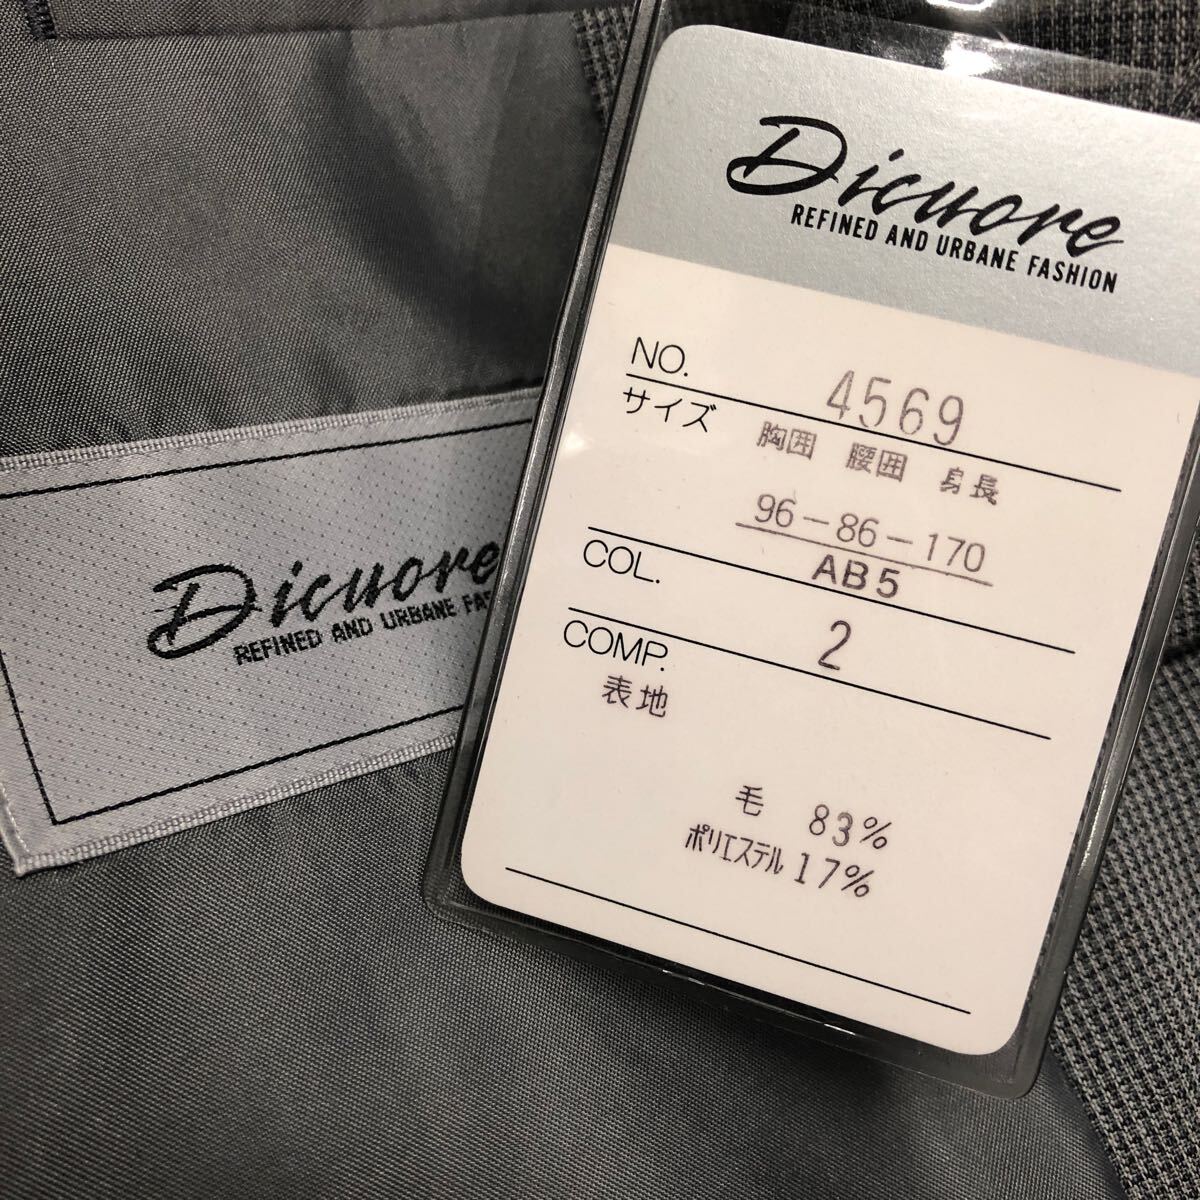 Dicuore
REFINED AND URBANE FASHION
NO. 4569
サイズ 胸囲 腰囲 身長
96-86-170
AB5
COL. 2
COMP.
表地
毛 83%
ポリエステル 17%
Dicuore
REFINED AND URBANE FAS